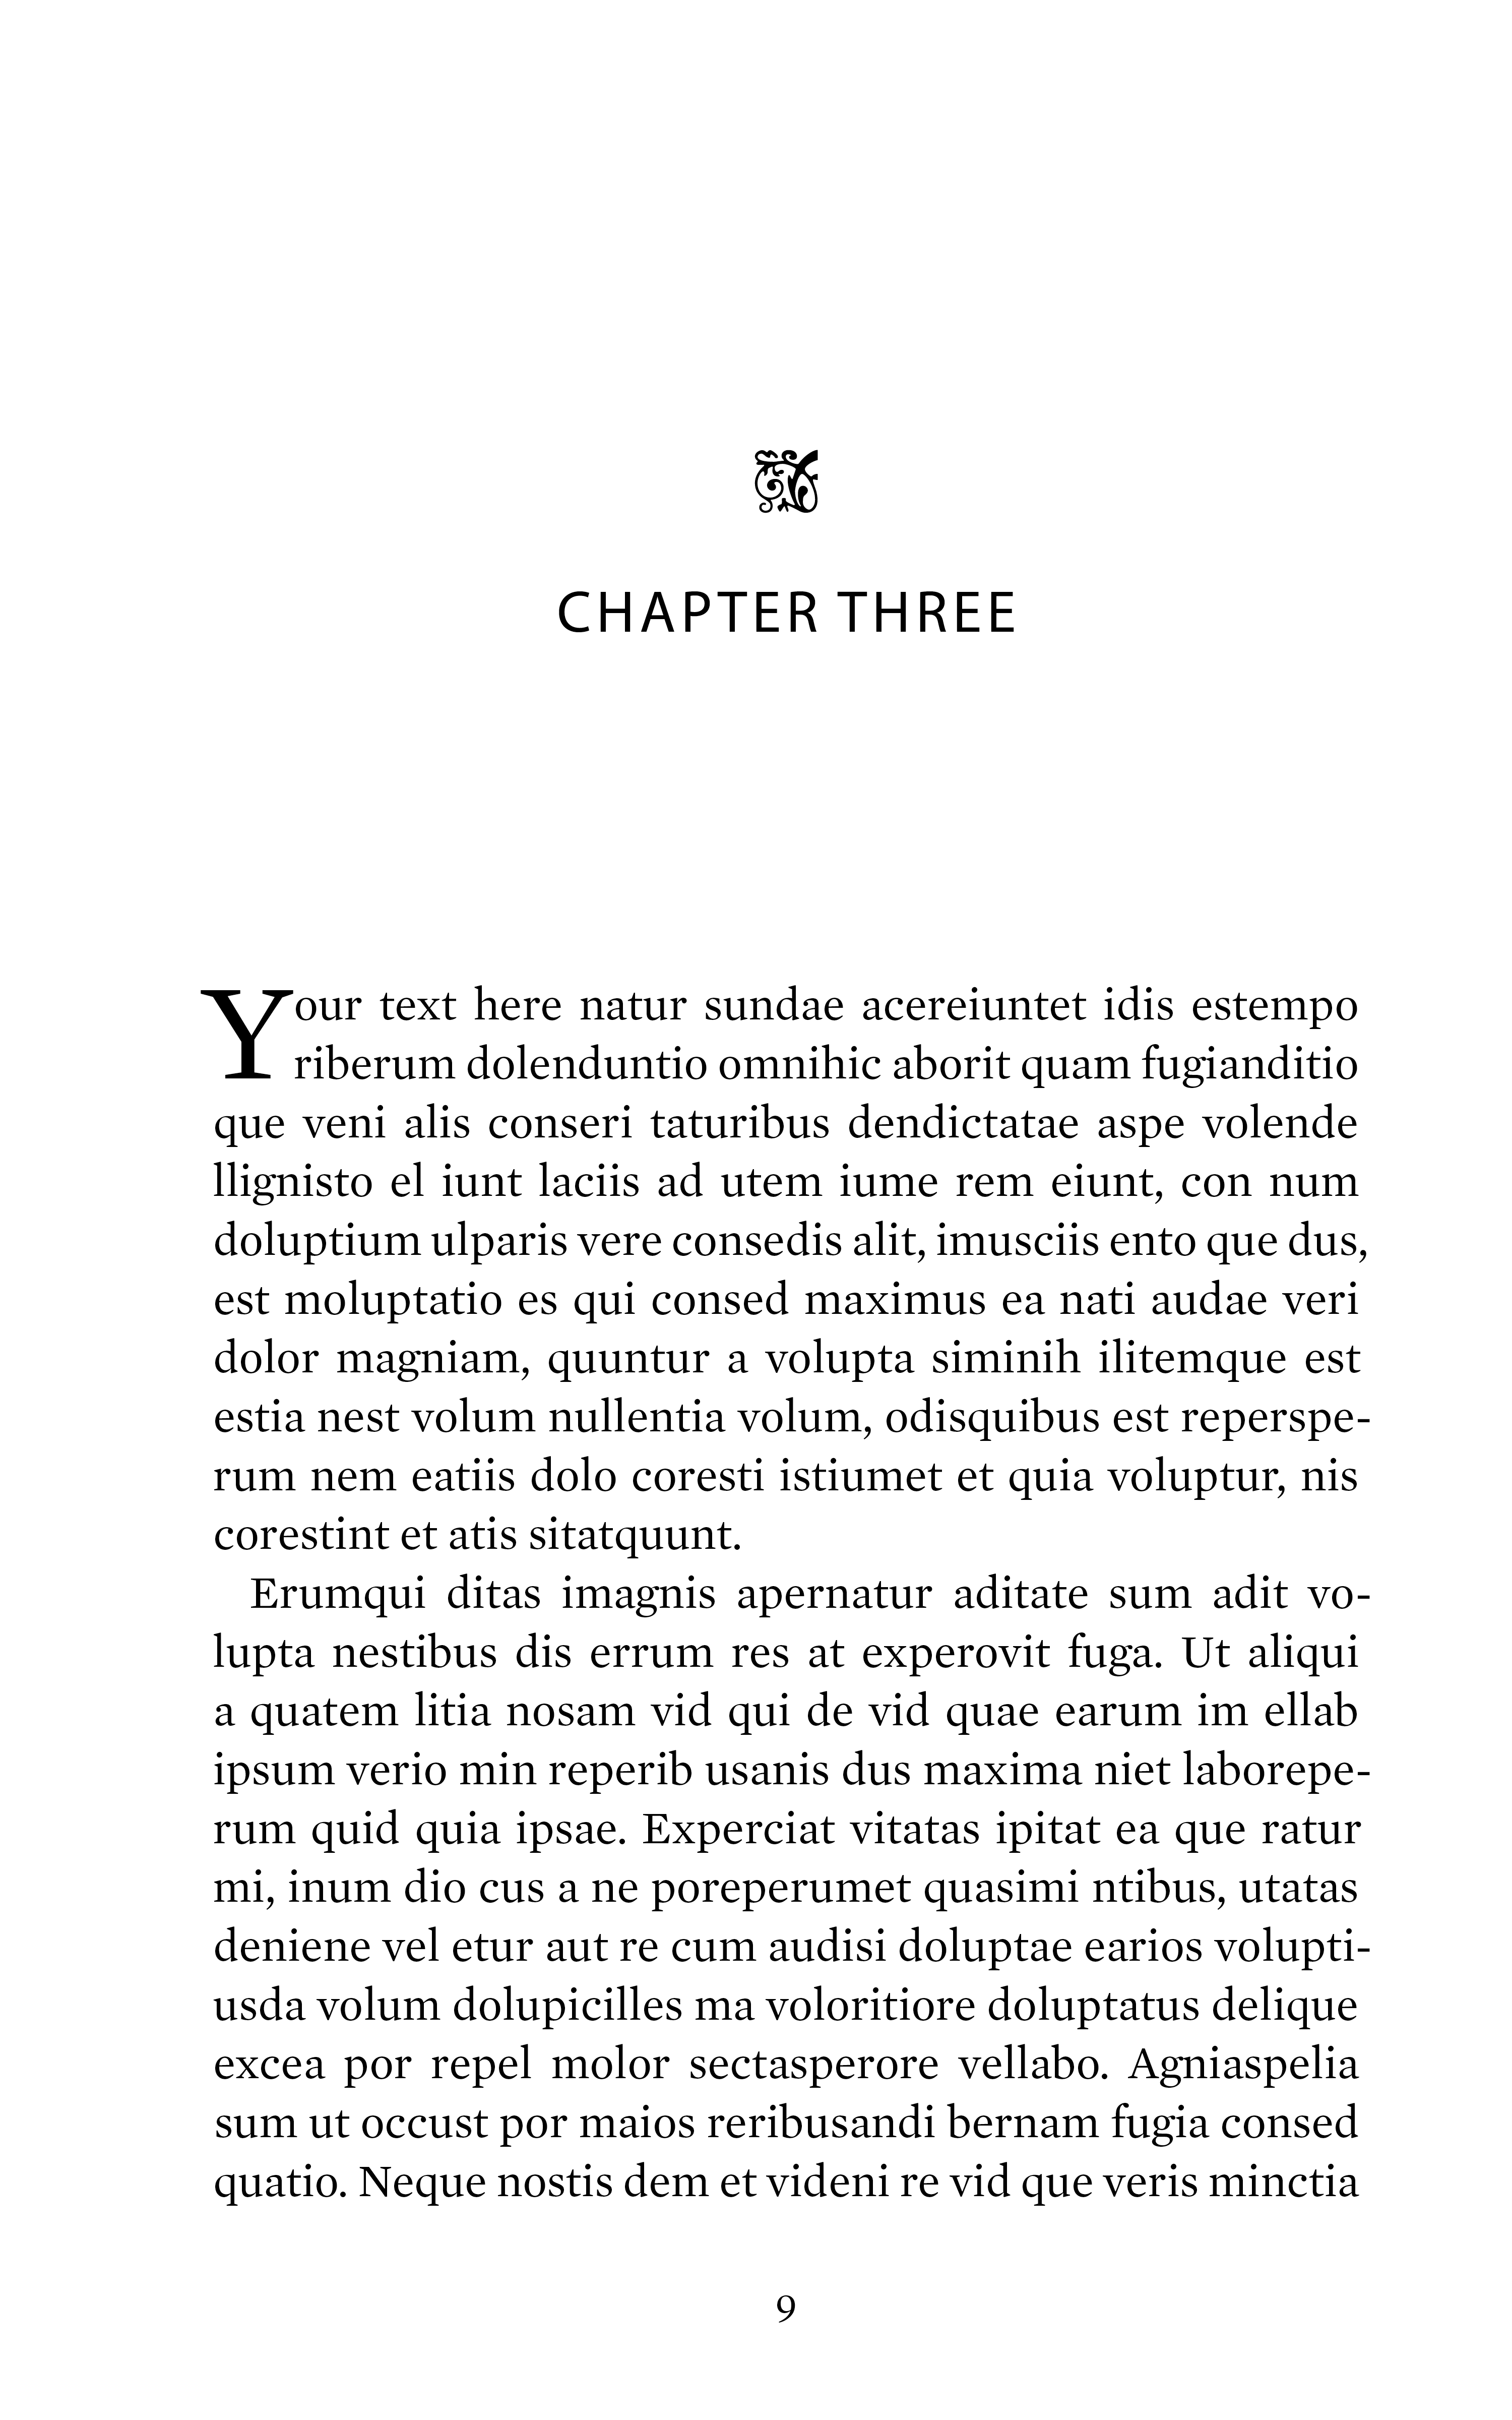 CHAPTER THREE
Your text here natur sundae acereiuntet idis estempo
riberum dolenduntio omnihic aborit quam fugianditio
que veni alis conseri taturibus dendictatae aspe volende
llignisto el iunt laciis ad utem iume rem eiunt, con num
doluptium ulparis vere consedis alit, imusciis ento que dus,
est moluptatio es qui consed maximus ea nati audae veri
dolor magniam, quuntur a volupta siminih ilitemque est
estia nest volum nullentia volum, odisquibus est reperspe-
rum nem eatiis dolo coresti istiumet et quia voluptur, nis
corestint et atis sitatquunt.
Erumqui ditas imagnis apernatur aditate sum adit vo-
lupta nestibus dis errum res at experovit fuga. Ut aliqui
a quatem litia nosam vid qui de vid quae earum im ellab
ipsum verio min reperib usanis dus maxima niet laborepe-
rum quid quia ipsae. Experciat vitatas ipitat ea que ratur
mi, inum dio cus a ne poreperumet quasimi ntibus, utatas
deniene vel etur aut re cum audisi doluptae earios volupti-
usda volum dolupicilles ma voloritiore doluptatus delique
excea por repel molor sectasperore vellabo. Agniaspelia
sum ut occust por maios reribusandi bernam fugia consed
quatio. Neque nostis dem et videni re vid que veris minctia
9